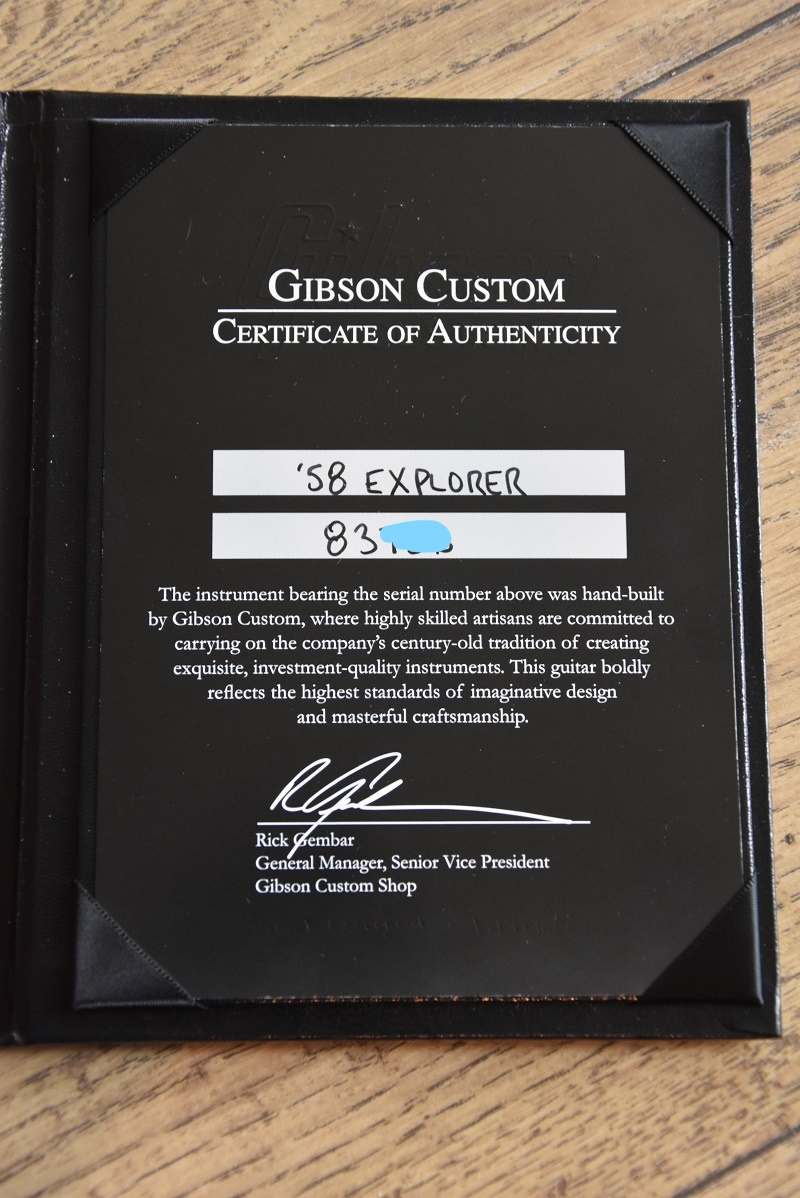 Gibson
GIBSON CUSTOM
CERTIFICATE OF AUTHENTICITY
'58 EXPLORER
83
The instrument bearing the serial number above was hand-built
by Gibson Custom, where highly skilled artisans are committed to
carrying on the company's century-old tradition of creating
exquisite, investment-quality instruments. This guitar boldly
reflects the highest standards of imaginative design
and masterful craftsmanship.
Rick Gembar
General Manager, Senior Vice President
Gibson Custom Shop